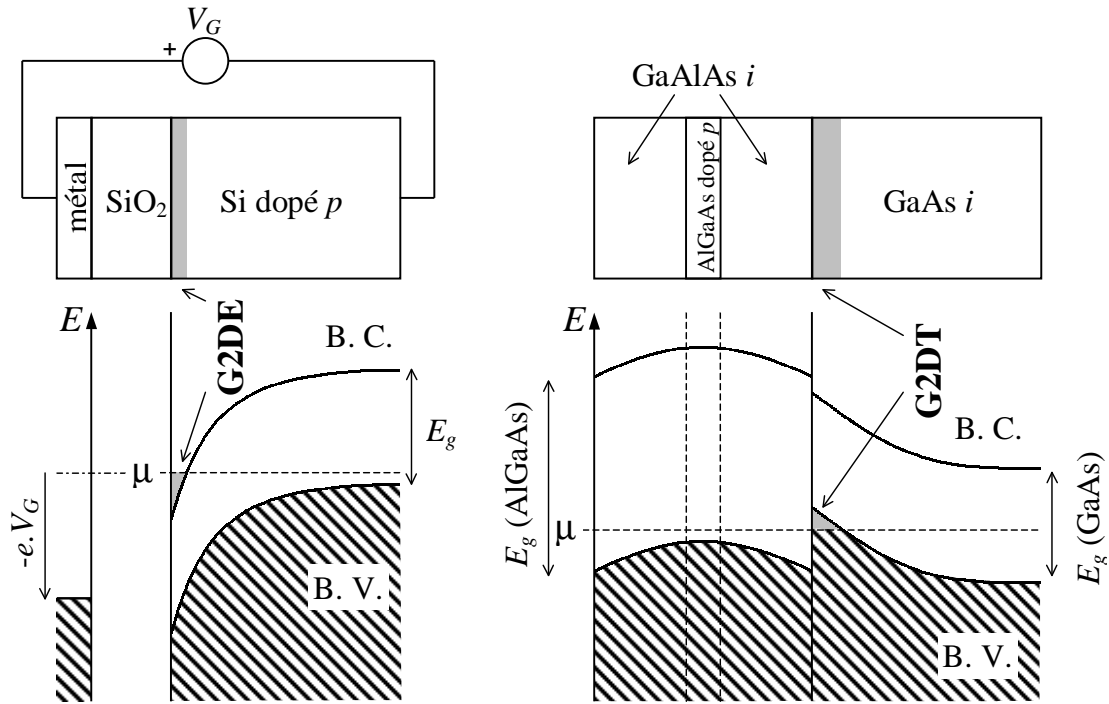 V_G
+
métal
SiO₂
Si dopé p
G2DE
E
B. C.
E_g
μ
-e.V_G
B. V.
GaAlAs i
AlGaAs dopé p
GaAs i
G2DT
E
B. C.
E_g (AlGaAs)
μ
E_g (GaAs)
B. V.